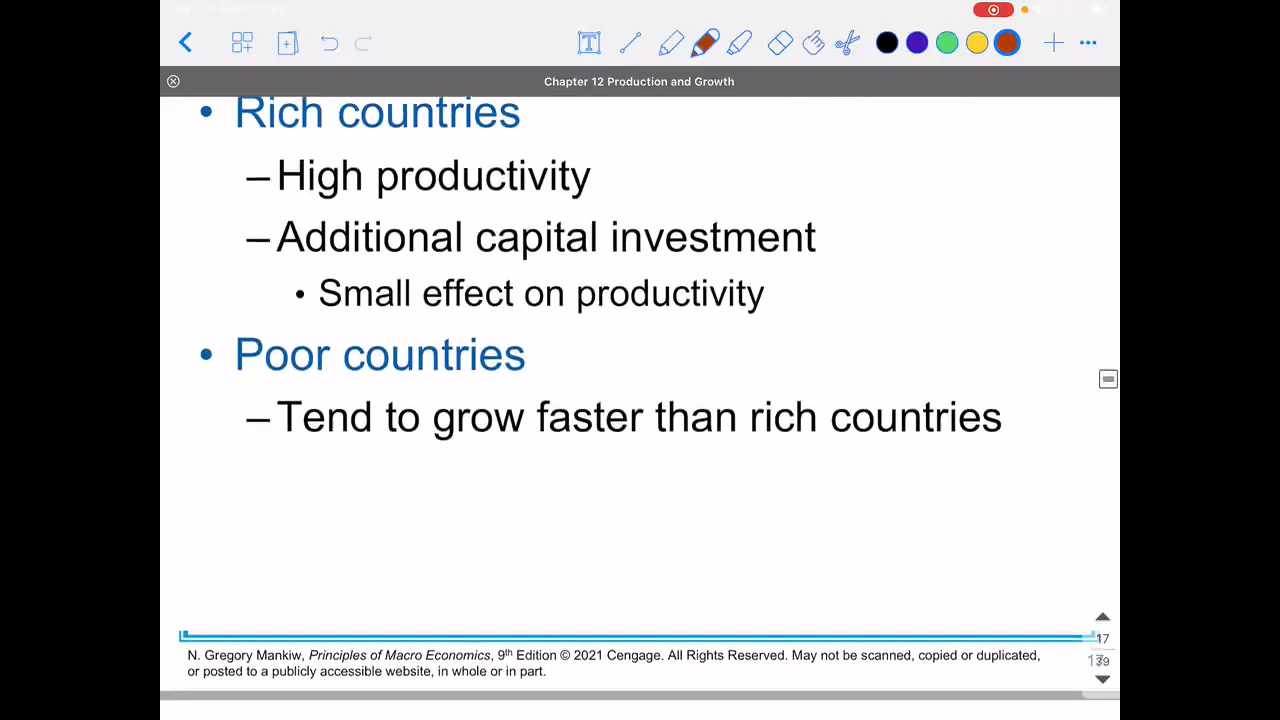 Chapter 12 Production and Growth
• Rich countries
– High productivity
– Additional capital investment
• Small effect on productivity
• Poor countries
– Tend to grow faster than rich countries
17
39
N. Gregory Mankiw, Principles of Macro Economics, 9th Edition © 2021 Cengage. All Rights Reserved. May not be scanned, copied or duplicated,
or posted to a publicly accessible website, in whole or in part.